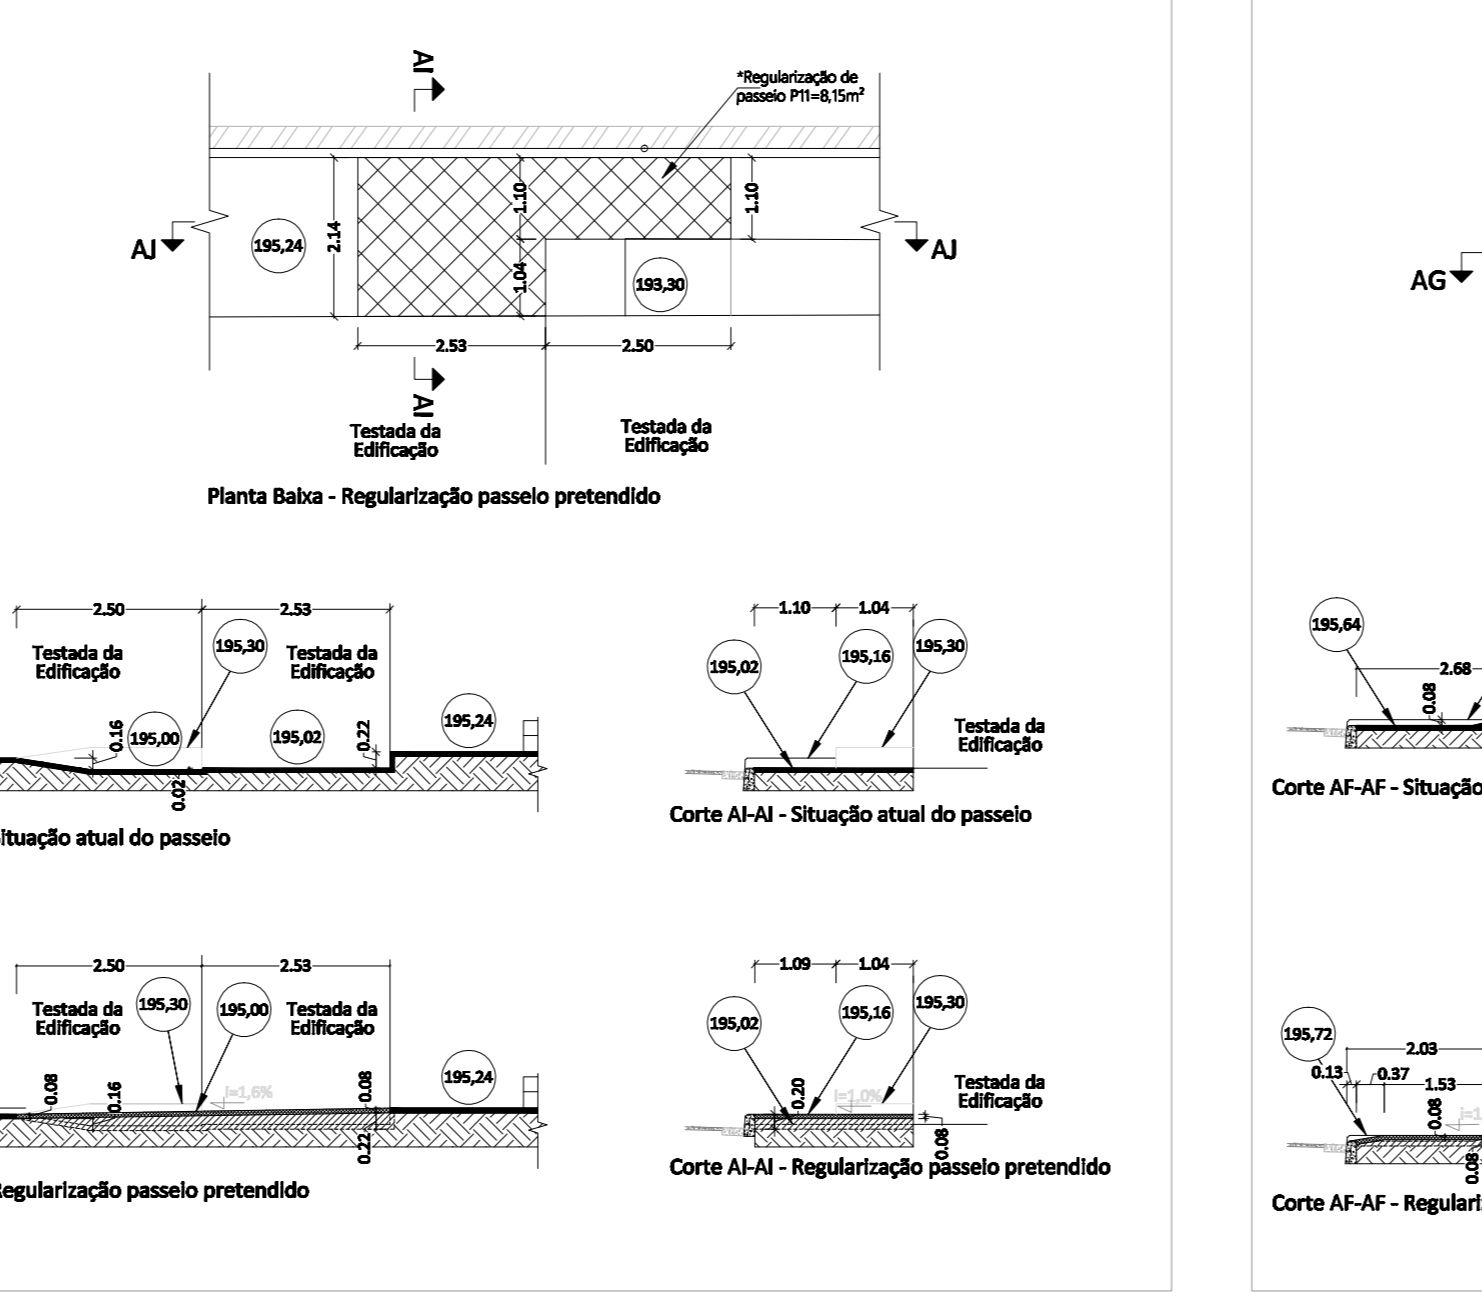 AI
*Regularização de
passeio P11=8,15m²
1.10
1.10
2.14
195,24
AJ
AJ
1.04
193,30
2.53
2.50
AI
Testada da
Edificação
Testada da
Edificação
Planta Baixa - Regularização passeio pretendido
AG
2.50
2.53
Testada da
Edificação
195,30
Testada da
Edificação
0.16
195,00
195,02
0.22
195,24
0.02
ituação atual do passeio
1.10
1.04
195,02
195,16
195,30
Testada da
Edificação
Corte AI-AI - Situação atual do passeio
195,64
2.68
0.08
Corte AF-AF - Situação
2.50
2.53
Testada da
Edificação
195,30
195,00
Testada da
Edificação
0.08
0.16
i=1,6%
0.08
195,24
0.22
Regularização passeio pretendido
1.09
1.04
195,02
195,16
195,30
0.20
i=1,0%
Testada da
Edificação
0.08
Corte AI-AI - Regularização passeio pretendido
195,72
2.03
0.13
0.37
1.53
0.08
i=1
0.08
Corte AF-AF - Regulari